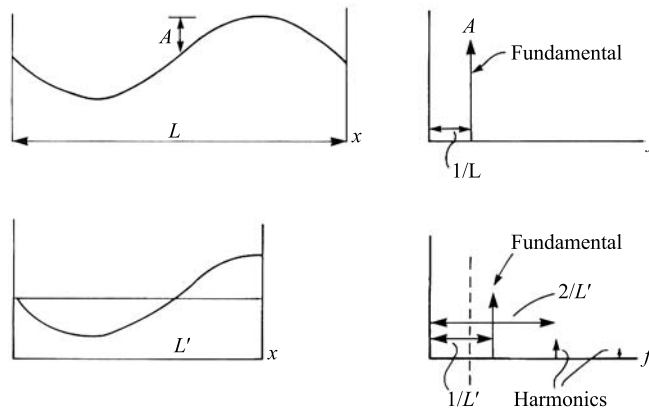 A
L
x
A
Fundamental
1/L
L′
x
Fundamental
2/L′
1/L′
Harmonics
f